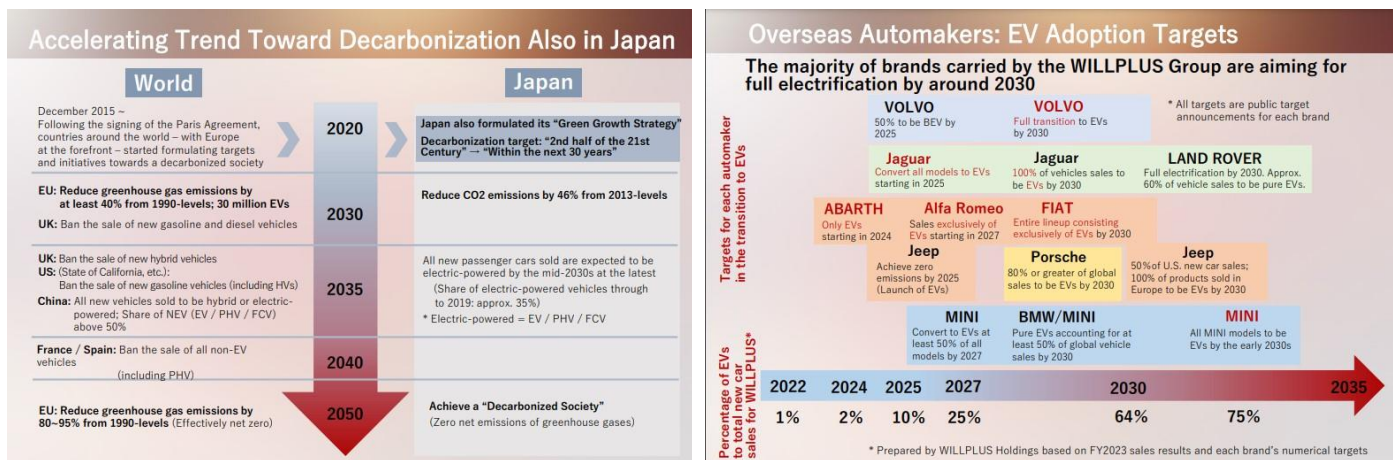 Accelerating Trend Toward Decarbonization Also in Japan
World
Japan
December 2015 ~
Following the signing of the Paris Agreement,
countries around the world – with Europe
at the forefront – started formulating targets
and initiatives towards a decarbonized society
2020
Japan also formulated its “Green Growth Strategy”
Decarbonization target: “2nd half of the 21st
Century” → “Within the next 30 years”
EU: Reduce greenhouse gas emissions by
at least 40% from 1990-levels; 30 million EVs
UK: Ban the sale of new gasoline and diesel vehicles
2030
Reduce CO2 emissions by 46% from 2013-levels
UK: Ban the sale of new hybrid vehicles
US: (State of California, etc.):
Ban the sale of new gasoline vehicles (including HVs)
China: All new vehicles sold to be hybrid or electric-
powered; Share of NEV (EV / PHV / FCV)
above 50%
2035
All new passenger cars sold are expected to be
electric-powered by the mid-2030s at the latest
(Share of electric-powered vehicles through
to 2019: approx. 35%)
* Electric-powered = EV / PHV / FCV
France / Spain: Ban the sale of all non-EV
vehicles
(including PHV)
2040
EU: Reduce greenhouse gas emissions by
80~95% from 1990-levels (Effectively net zero)
2050
Achieve a “Decarbonized Society”
(Zero net emissions of greenhouse gases)
Overseas Automakers: EV Adoption Targets
The majority of brands carried by the WILLPLUS Group are aiming for
full electrification by around 2030
Targets for each automaker
in the transition to EVs
VOLVO
50% to be BEV by
2025
VOLVO
Full transition to EVs
by 2030
* All targets are public target
announcements for each brand
Jaguar
Convert all models to EVs
starting in 2025
Jaguar
100% of vehicles sales to
be EVs by 2030
LAND ROVER
Full electrification by 2030. Approx.
60% of vehicle sales to be pure EVs.
ABARTH
Only EVs
starting in 2024
Alfa Romeo
Sales exclusively of
EVs starting in 2027
FIAT
Entire lineup consisting
exclusively of EVs by 2030
Jeep
Achieve zero
emissions by 2025
(Launch of EVs)
Porsche
80% or greater of global
sales to be EVs by 2030
Jeep
50%of U.S. new car sales;
100% of products sold in
Europe to be EVs by 2030
MINI
Convert to EVs at
least 50% of all
models by 2027
BMW/MINI
Pure EVs accounting for at
least 50% of global vehicle
sales by 2030
MINI
All MINI models to be
EVs by the early 2030s
Percentage of EVs
to total new car
sales for WILLPLUS*
2022 2024 2025 2027 2030 2035
1% 2% 10% 25% 64% 75%
* Prepared by WILLPLUS Holdings based on FY2023 sales results and each brand's numerical targets